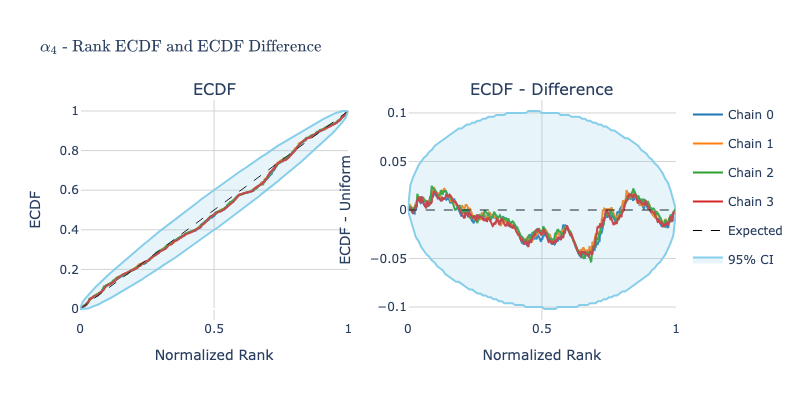 α₄ - Rank ECDF and ECDF Difference
ECDF
ECDF - Difference
ECDF
1
0.8
0.6
0.4
0.2
0
0
0.5
1
Normalized Rank
ECDF - Uniform
0.1
0.05
0
−0.05
−0.1
0
0.5
1
Normalized Rank
Chain 0
Chain 1
Chain 2
Chain 3
Expected
95% CI